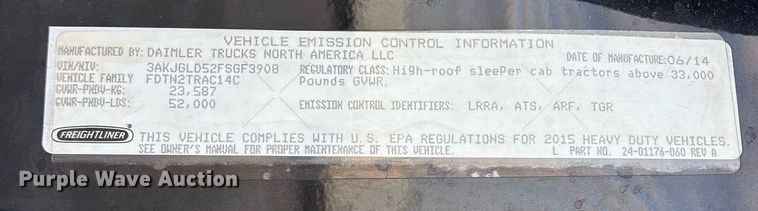 VEHICLE EMISSION CONTROL INFORMATION
MANUFACTURED BY: DAIMLER TRUCKS NORTH AMERICA LLC DATE OF MANUFACTURE: 06/14
VIN/NIV: 3AKJGLD52FSGF3908 REGULATORY CLASS: High-roof sleePer cab tractors above 33,000
VEHICLE FAMILY FDTN2TRAC14C Pounds GVWR.
GVWR-PNBV-KG: 23,587
GVWR-PNBV-LBS: 52,000 EMISSION CONTROL IDENTIFIERS: LRRA, ATS, ARF, TGR
FREIGHTLINER THIS VEHICLE COMPLIES WITH U.S. EPA REGULATIONS FOR 2015 HEAVY DUTY VEHICLES.
SEE OWNER'S MANUAL FOR PROPER MAINTENANCE OF THIS VEHICLE. L PART NO. 24-01176-060 REV A
Purple Wave Auction